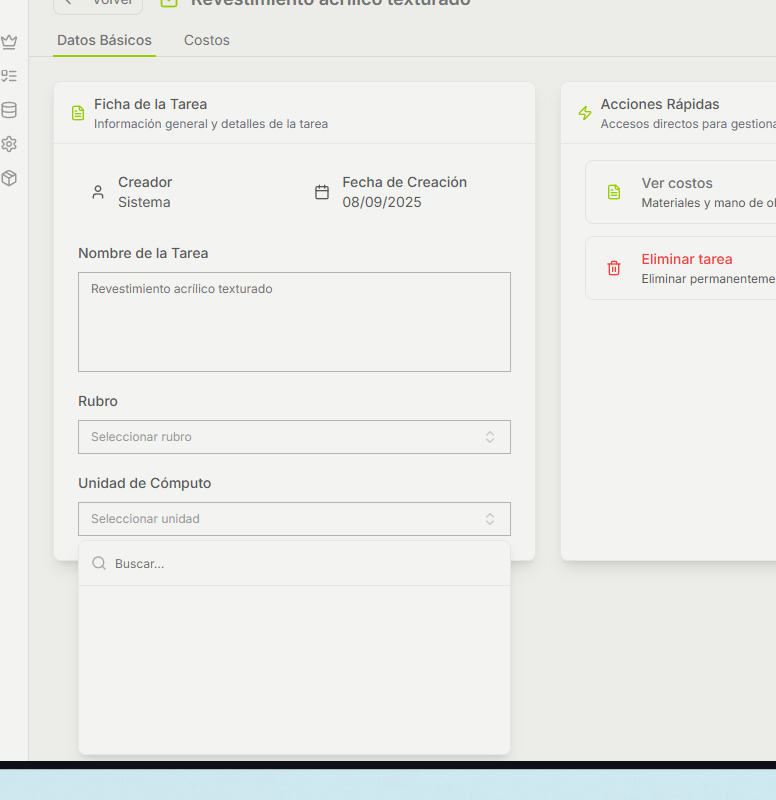 Volver
Revestimiento acrílico texturado
Datos Básicos
Costos
Ficha de la Tarea
Información general y detalles de la tarea
Creador
Sistema
Fecha de Creación
08/09/2025
Nombre de la Tarea
Revestimiento acrílico texturado
Rubro
Seleccionar rubro
Unidad de Cómputo
Seleccionar unidad
Buscar...
Acciones Rápidas
Accesos directos para gestiona
Ver costos
Materiales y mano de o
Eliminar tarea
Eliminar permanenteme